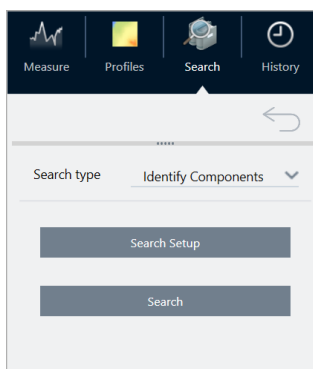 Measure Profiles Search History
Search type Identify Components
Search Setup
Search